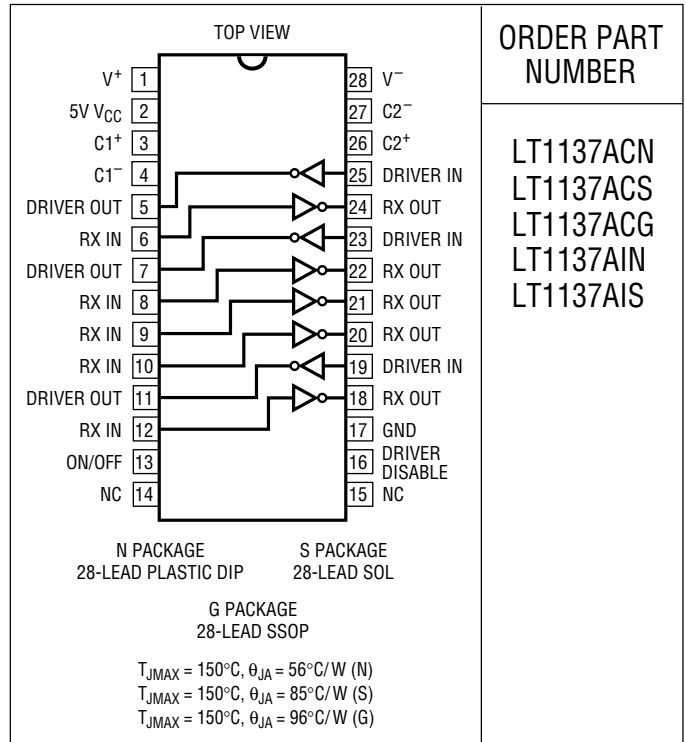 TOP VIEW
V+ 1
5V VCC 2
C1+ 3
C1− 4
DRIVER OUT 5
RX IN 6
DRIVER OUT 7
RX IN 8
RX IN 9
RX IN 10
DRIVER OUT 11
RX IN 12
ON/OFF 13
NC 14
28 V−
27 C2−
26 C2+
25 DRIVER IN
24 RX OUT
23 DRIVER IN
22 RX OUT
21 RX OUT
20 RX OUT
19 DRIVER IN
18 RX OUT
17 GND
16 DRIVER
DISABLE
15 NC
N PACKAGE
28-LEAD PLASTIC DIP
S PACKAGE
28-LEAD SOL
G PACKAGE
28-LEAD SSOP
TJMAX = 150°C, θJA = 56°C/W (N)
TJMAX = 150°C, θJA = 85°C/W (S)
TJMAX = 150°C, θJA = 96°C/W (G)
ORDER PART
NUMBER
LT1137ACN
LT1137ACS
LT1137ACG
LT1137AIN
LT1137AIS